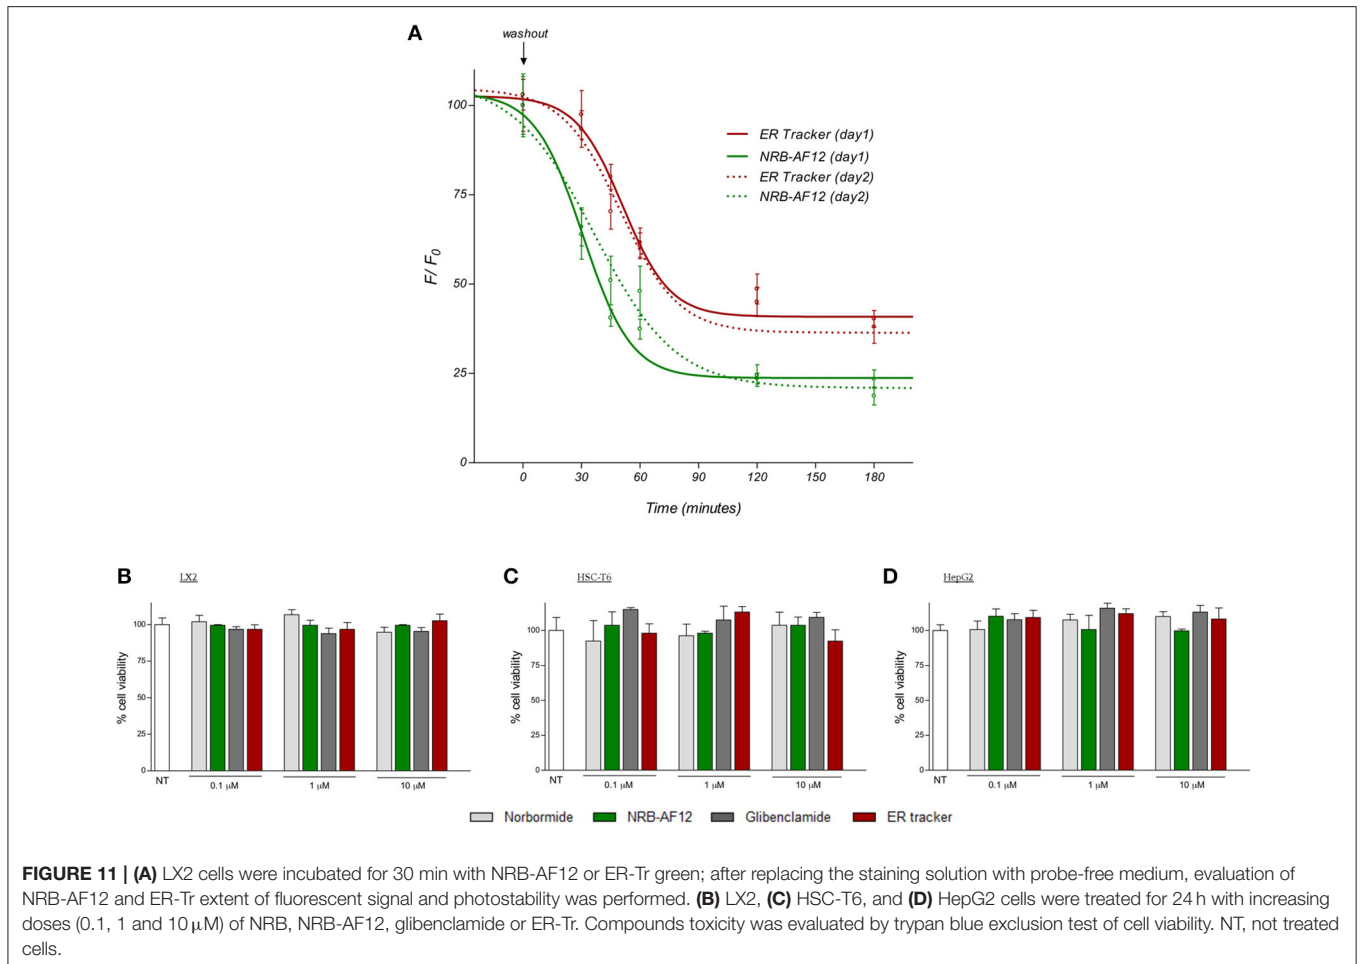 A
washout
100
75
50
25
0
F/ F0
0 30 60 90 120 150 180
Time (minutes)
ER Tracker (day1)
NRB-AF12 (day1)
ER Tracker (day2)
NRB-AF12 (day2)
B
LX2
% cell viability
100
75
50
25
0
NT
0.1 µM
1 µM
10 µM
C
HSC-T6
% cell viability
100
75
50
25
0
NT
0.1 µM
1 µM
10 µM
D
HepG2
% cell viability
100
75
50
25
0
NT
0.1 µM
1 µM
10 µM
Norbormide NRB-AF12 Glibenclamide ER tracker
FIGURE 11 | (A) LX2 cells were incubated for 30 min with NRB-AF12 or ER-Tr green; after replacing the staining solution with probe-free medium, evaluation of
NRB-AF12 and ER-Tr extent of fluorescent signal and photostability was performed. (B) LX2, (C) HSC-T6, and (D) HepG2 cells were treated for 24 h with increasing
doses (0.1, 1 and 10 µM) of NRB, NRB-AF12, glibenclamide or ER-Tr. Compounds toxicity was evaluated by trypan blue exclusion test of cell viability. NT, not treated
cells.